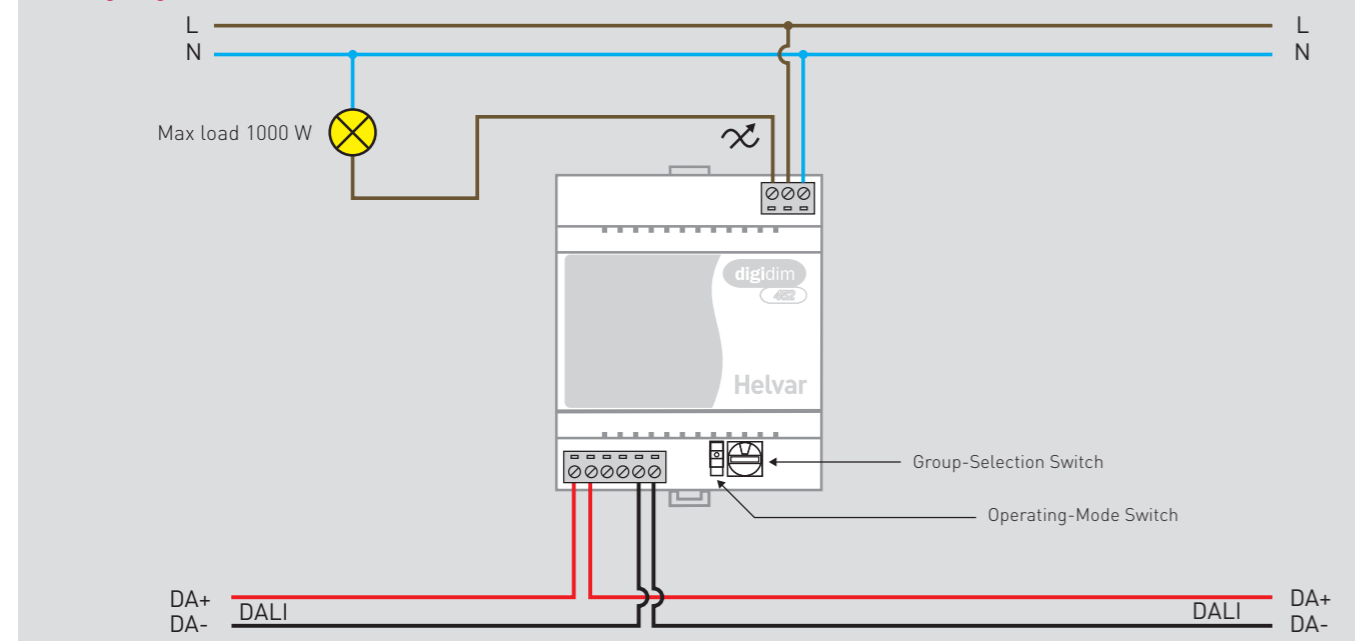 L L
N N
Max load 1000 W
digidim
452
Helvar
Group-Selection Switch
Operating-Mode Switch
DA+ DA+
DALI DALI
DA- DA-